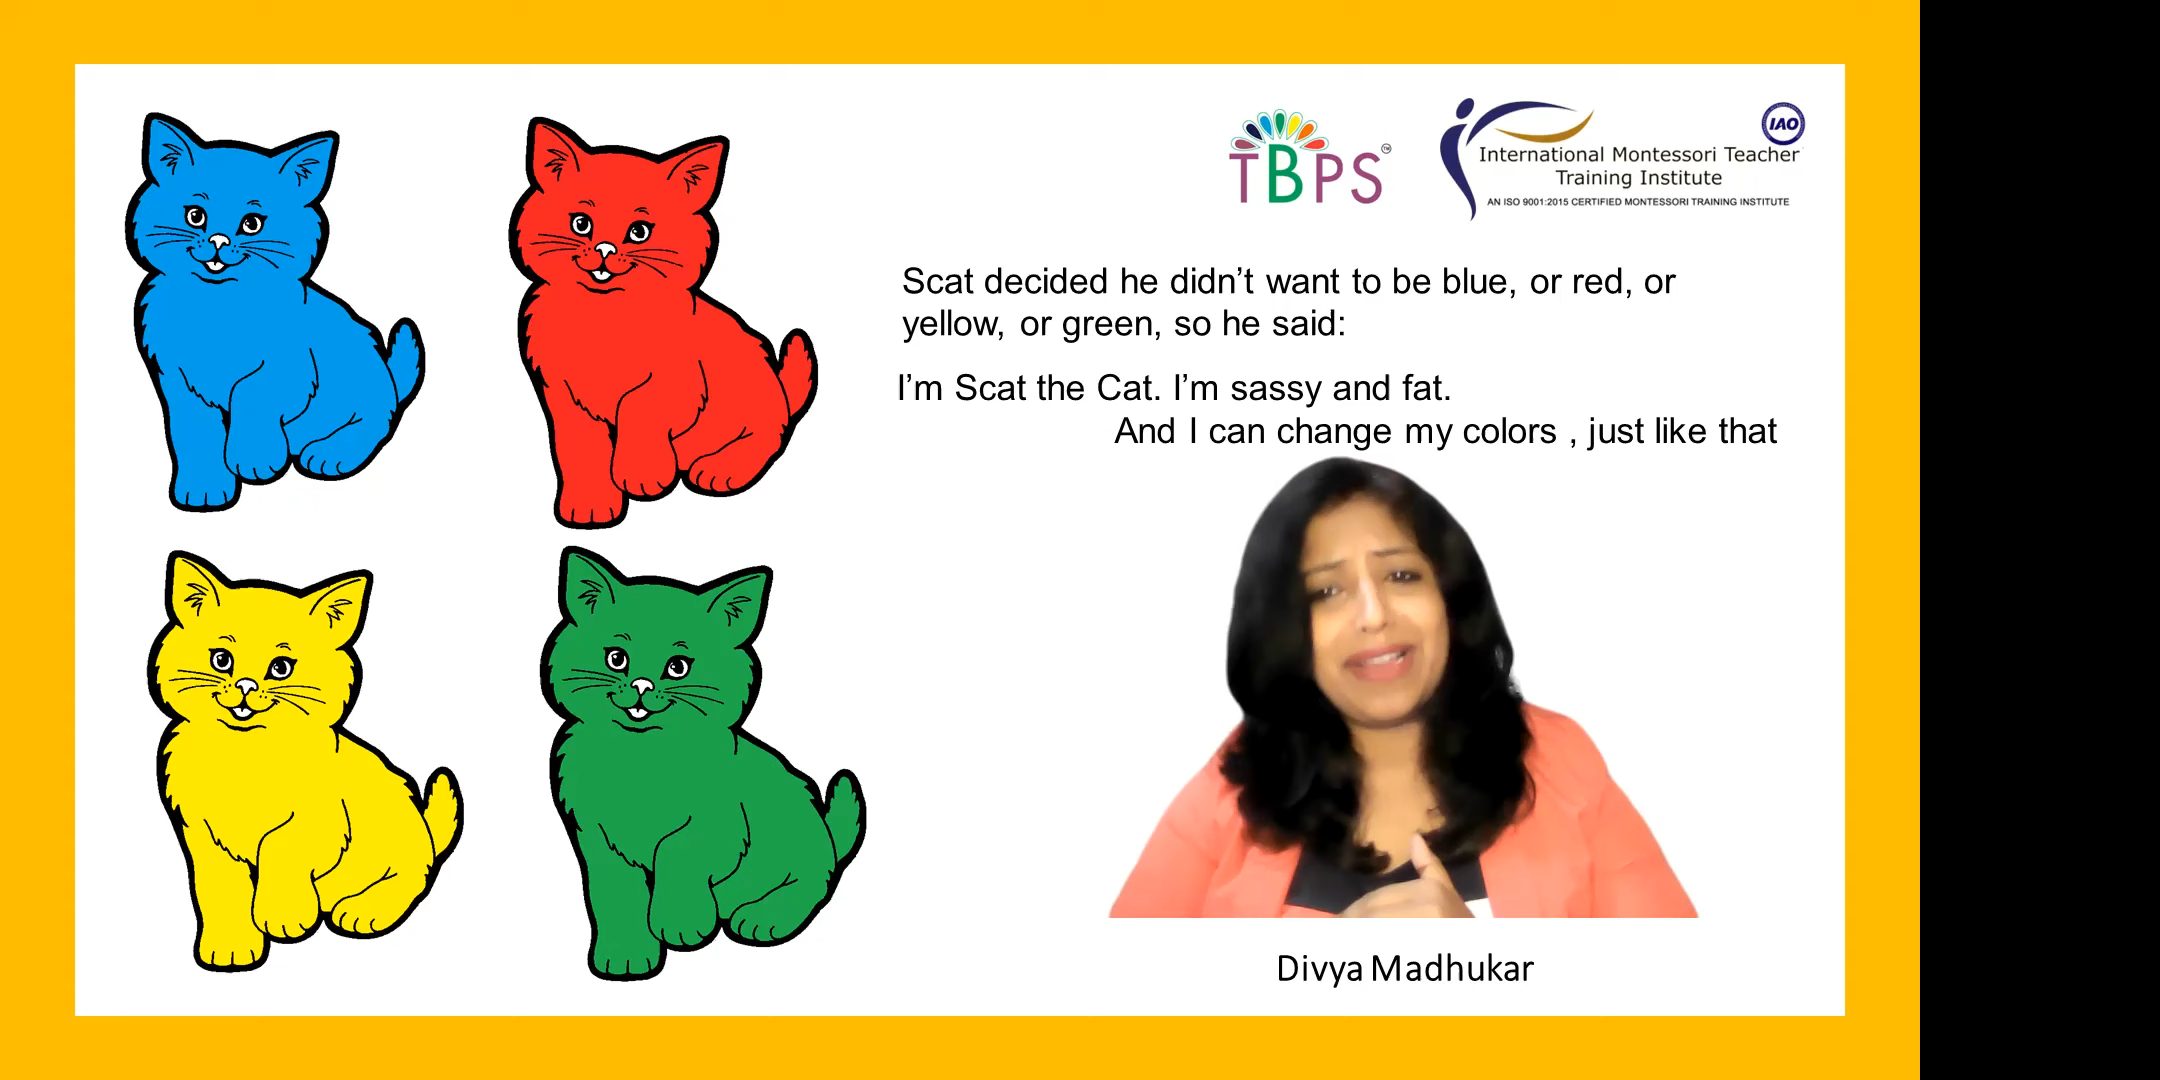 TBPS™
IAO
International Montessori Teacher
Training Institute
AN ISO 9001:2015 CERTIFIED MONTESSORI TRAINING INSTITUTE
Scat decided he didn’t want to be blue, or red, or
yellow, or green, so he said:
I’m Scat the Cat. I’m sassy and fat.
And I can change my colors , just like that
Divya Madhukar